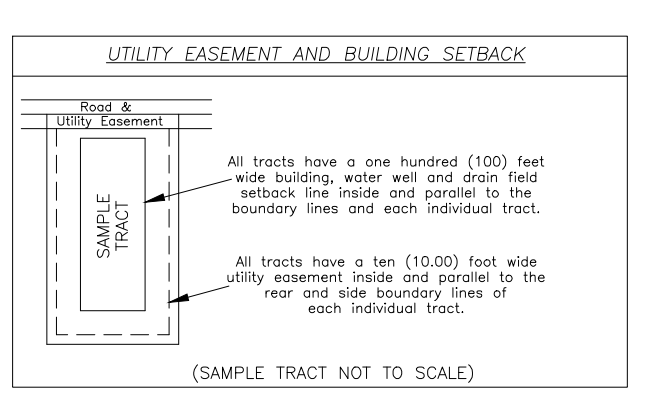 UTILITY EASEMENT AND BUILDING SETBACK
Road &
Utility Easement
SAMPLE
TRACT
All tracts have a one hundred (100) feet
wide building, water well and drain field
setback line inside and parallel to the
boundary lines and each individual tract.
All tracts have a ten (10.00) foot wide
utility easement inside and parallel to the
rear and side boundary lines of
each individual tract.
(SAMPLE TRACT NOT TO SCALE)